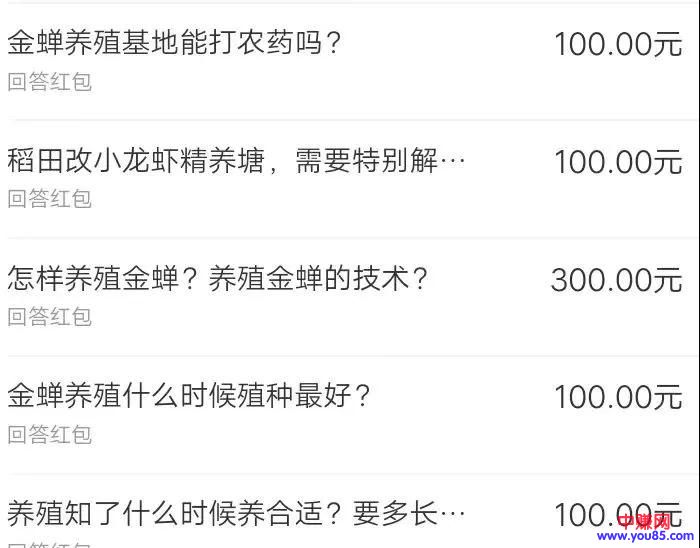 金蝉养殖基地能打农药吗？ 100.00元
回答红包
稻田改小龙虾精养塘，需要特别解… 100.00元
回答红包
怎样养殖金蝉？养殖金蝉的技术？ 300.00元
回答红包
金蝉养殖什么时候殖种最好？ 100.00元
回答红包
养殖知了什么时候养合适？要多长… 100.00元
中赚网
www.you85.com
回答红包